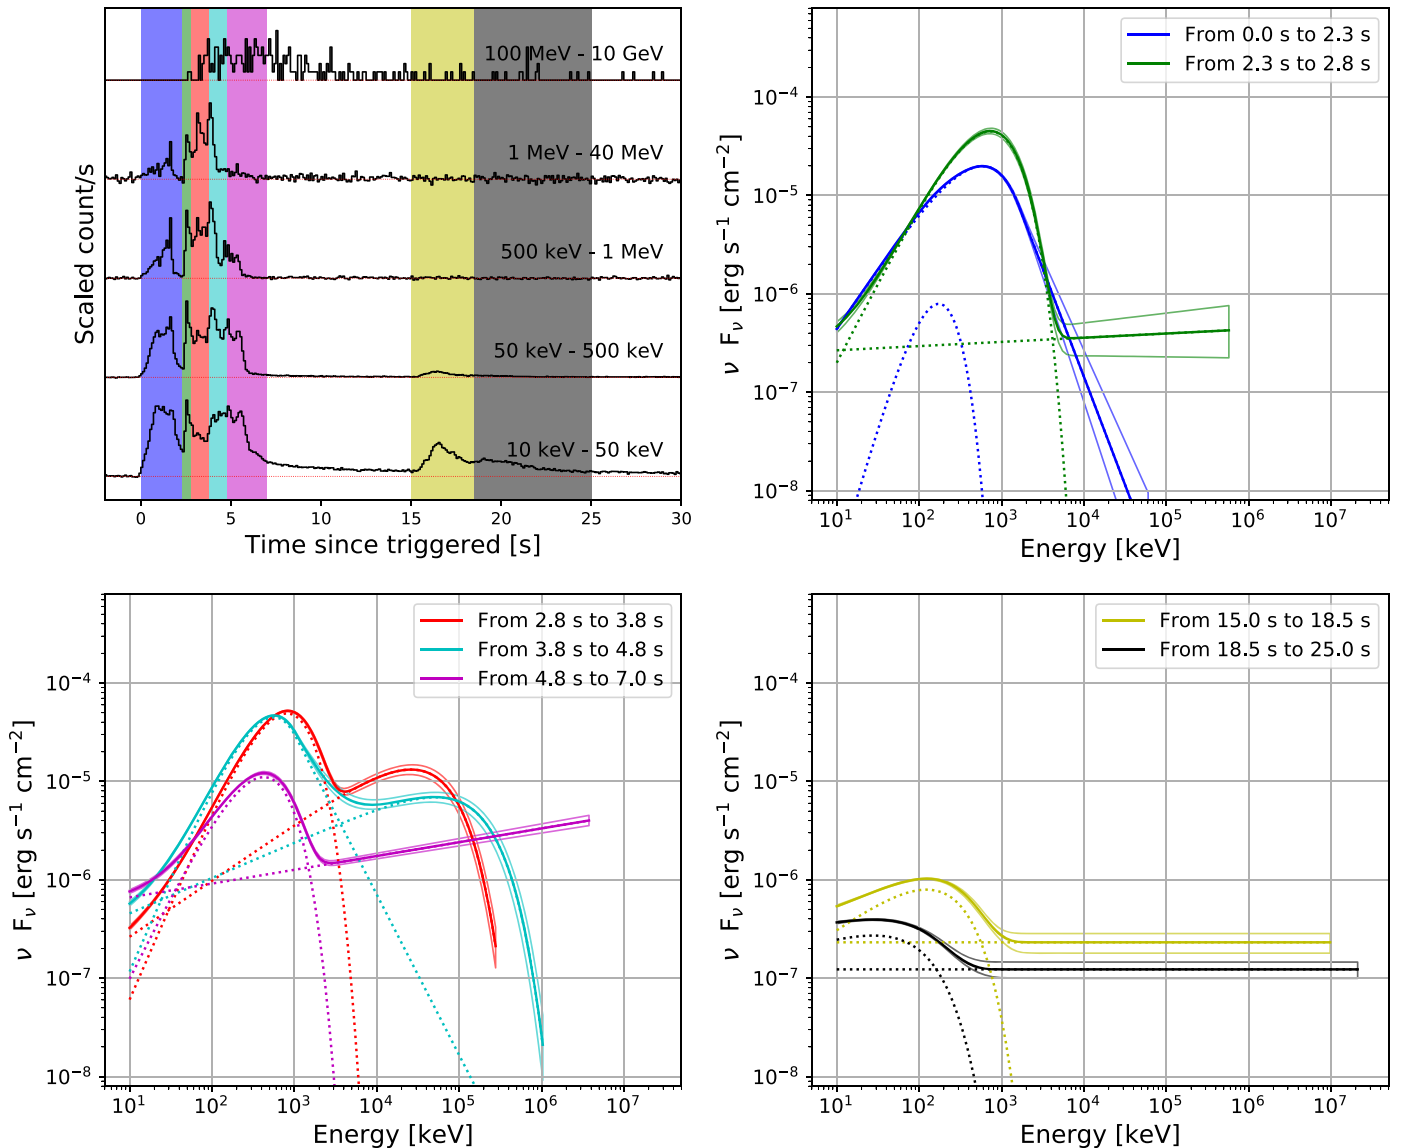 Scaled count/s
100 MeV - 10 GeV
1 MeV - 40 MeV
500 keV - 1 MeV
50 keV - 500 keV
10 keV - 50 keV
0 5 10 15 20 25 30
Time since triggered [s]
From 0.0 s to 2.3 s
From 2.3 s to 2.8 s
ν Fν [erg s⁻¹ cm⁻²]
10⁻⁴
10⁻⁵
10⁻⁶
10⁻⁷
10⁻⁸
10¹ 10² 10³ 10⁴ 10⁵ 10⁶ 10⁷
Energy [keV]
From 2.8 s to 3.8 s
From 3.8 s to 4.8 s
From 4.8 s to 7.0 s
ν Fν [erg s⁻¹ cm⁻²]
10⁻⁴
10⁻⁵
10⁻⁶
10⁻⁷
10⁻⁸
10¹ 10² 10³ 10⁴ 10⁵ 10⁶ 10⁷
Energy [keV]
From 15.0 s to 18.5 s
From 18.5 s to 25.0 s
ν Fν [erg s⁻¹ cm⁻²]
10⁻⁴
10⁻⁵
10⁻⁶
10⁻⁷
10⁻⁸
10¹ 10² 10³ 10⁴ 10⁵ 10⁶ 10⁷
Energy [keV]